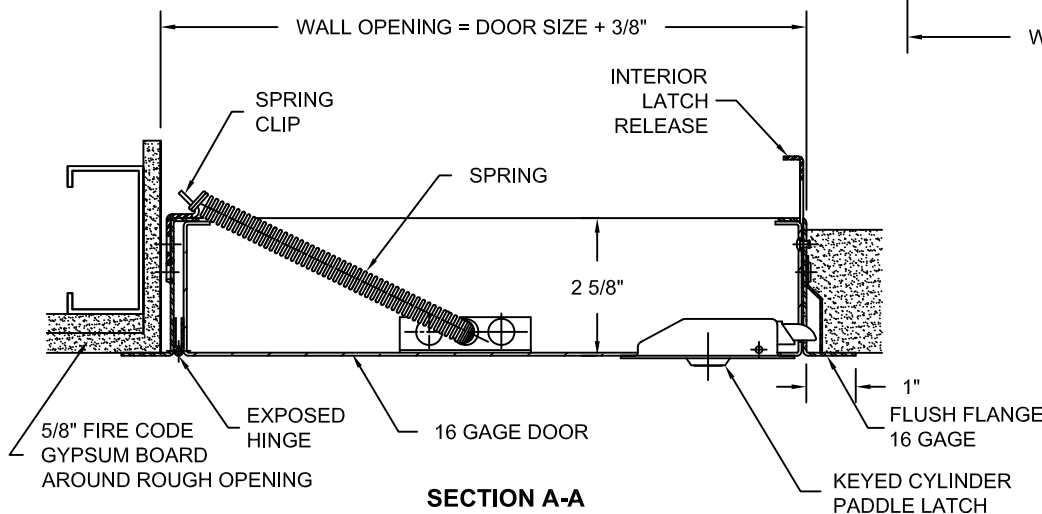 WALL OPENING = DOOR SIZE + 3/8"
W
INTERIOR
LATCH
RELEASE
SPRING
CLIP
SPRING
2 5/8"
1"
FLUSH FLANGE
16 GAGE
EXPOSED
HINGE
16 GAGE DOOR
5/8" FIRE CODE
GYPSUM BOARD
AROUND ROUGH OPENING
KEYED CYLINDER
PADDLE LATCH
SECTION A-A